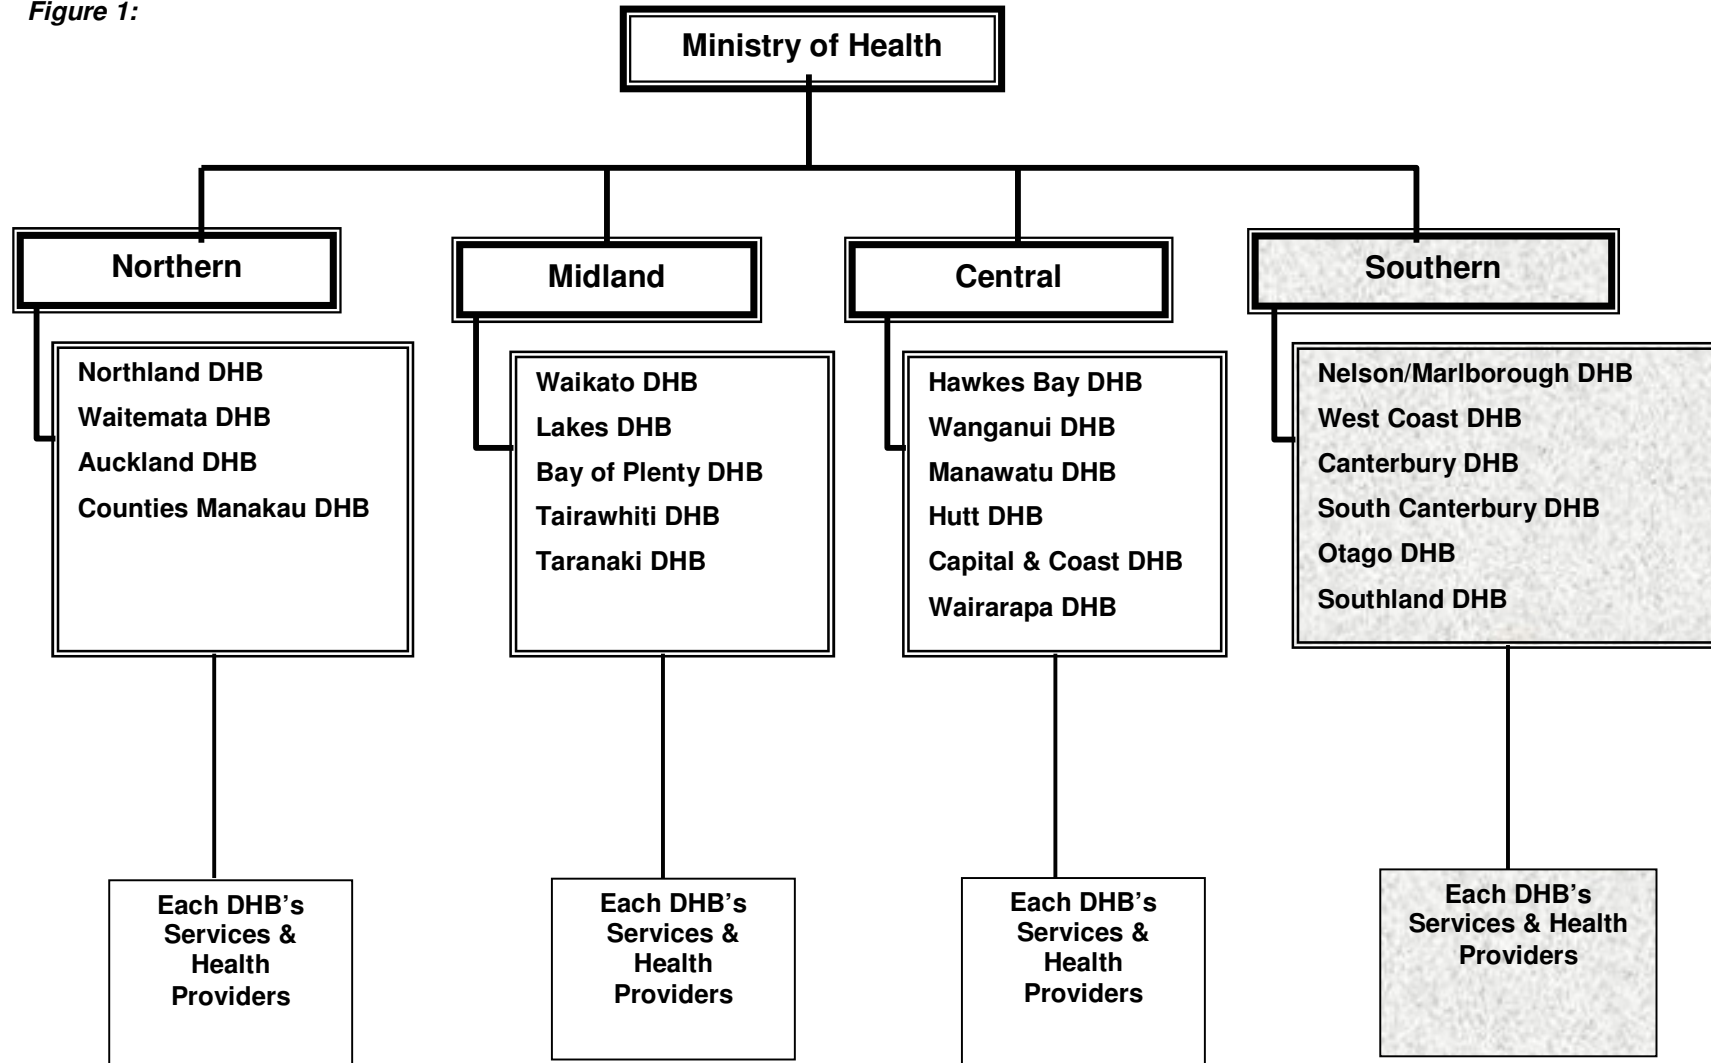 Figure 1:
Ministry of Health
Northern
Midland
Central
Southern
Northland DHB
Waitemata DHB
Auckland DHB
Counties Manakau DHB
Waikato DHB
Lakes DHB
Bay of Plenty DHB
Tairawhiti DHB
Taranaki DHB
Hawkes Bay DHB
Wanganui DHB
Manawatu DHB
Hutt DHB
Capital & Coast DHB
Wairarapa DHB
Nelson/Marlborough DHB
West Coast DHB
Canterbury DHB
South Canterbury DHB
Otago DHB
Southland DHB
Each DHB’s
Services &
Health
Providers
Each DHB’s
Services &
Health
Providers
Each DHB’s
Services &
Health
Providers
Each DHB’s
Services & Health
Providers